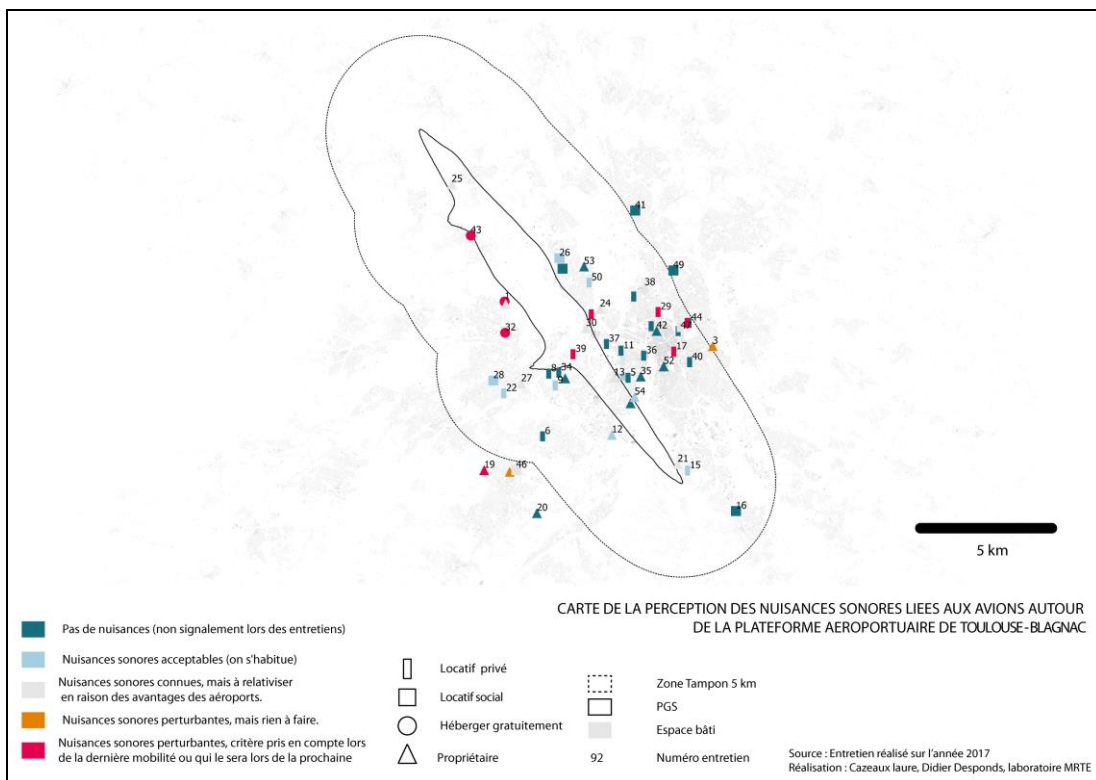 41
25
43
26
53
50
49
38
24
29
1
30
44
42
32
37
11
36
17
3
39
52
40
8
34
13
5
35
28
27
9
22
54
12
6
21
15
19
46
20
16
5 km
CARTE DE LA PERCEPTION DES NUISANCES SONORES LIEES AUX AVIONS AUTOUR
DE LA PLATEFORME AEROPORTUAIRE DE TOULOUSE-BLAGNAC
Pas de nuisances (non signalement lors des entretiens)
Nuisances sonores acceptables (on s'habitue)
Nuisances sonores connues, mais à relativiser
en raison des avantages des aéroports.
Nuisances sonores perturbantes, mais rien à faire.
Nuisances sonores perturbantes, critère pris en compte lors
de la dernière mobilité ou qui le sera lors de la prochaine
Locatif privé
Locatif social
Héberger gratuitement
Propriétaire
Zone Tampon 5 km
PGS
Espace bâti
92 Numéro entretien
Source : Entretien réalisé sur l'année 2017
Réalisation : Cazeaux laure, Didier Desponds, laboratoire MRTE